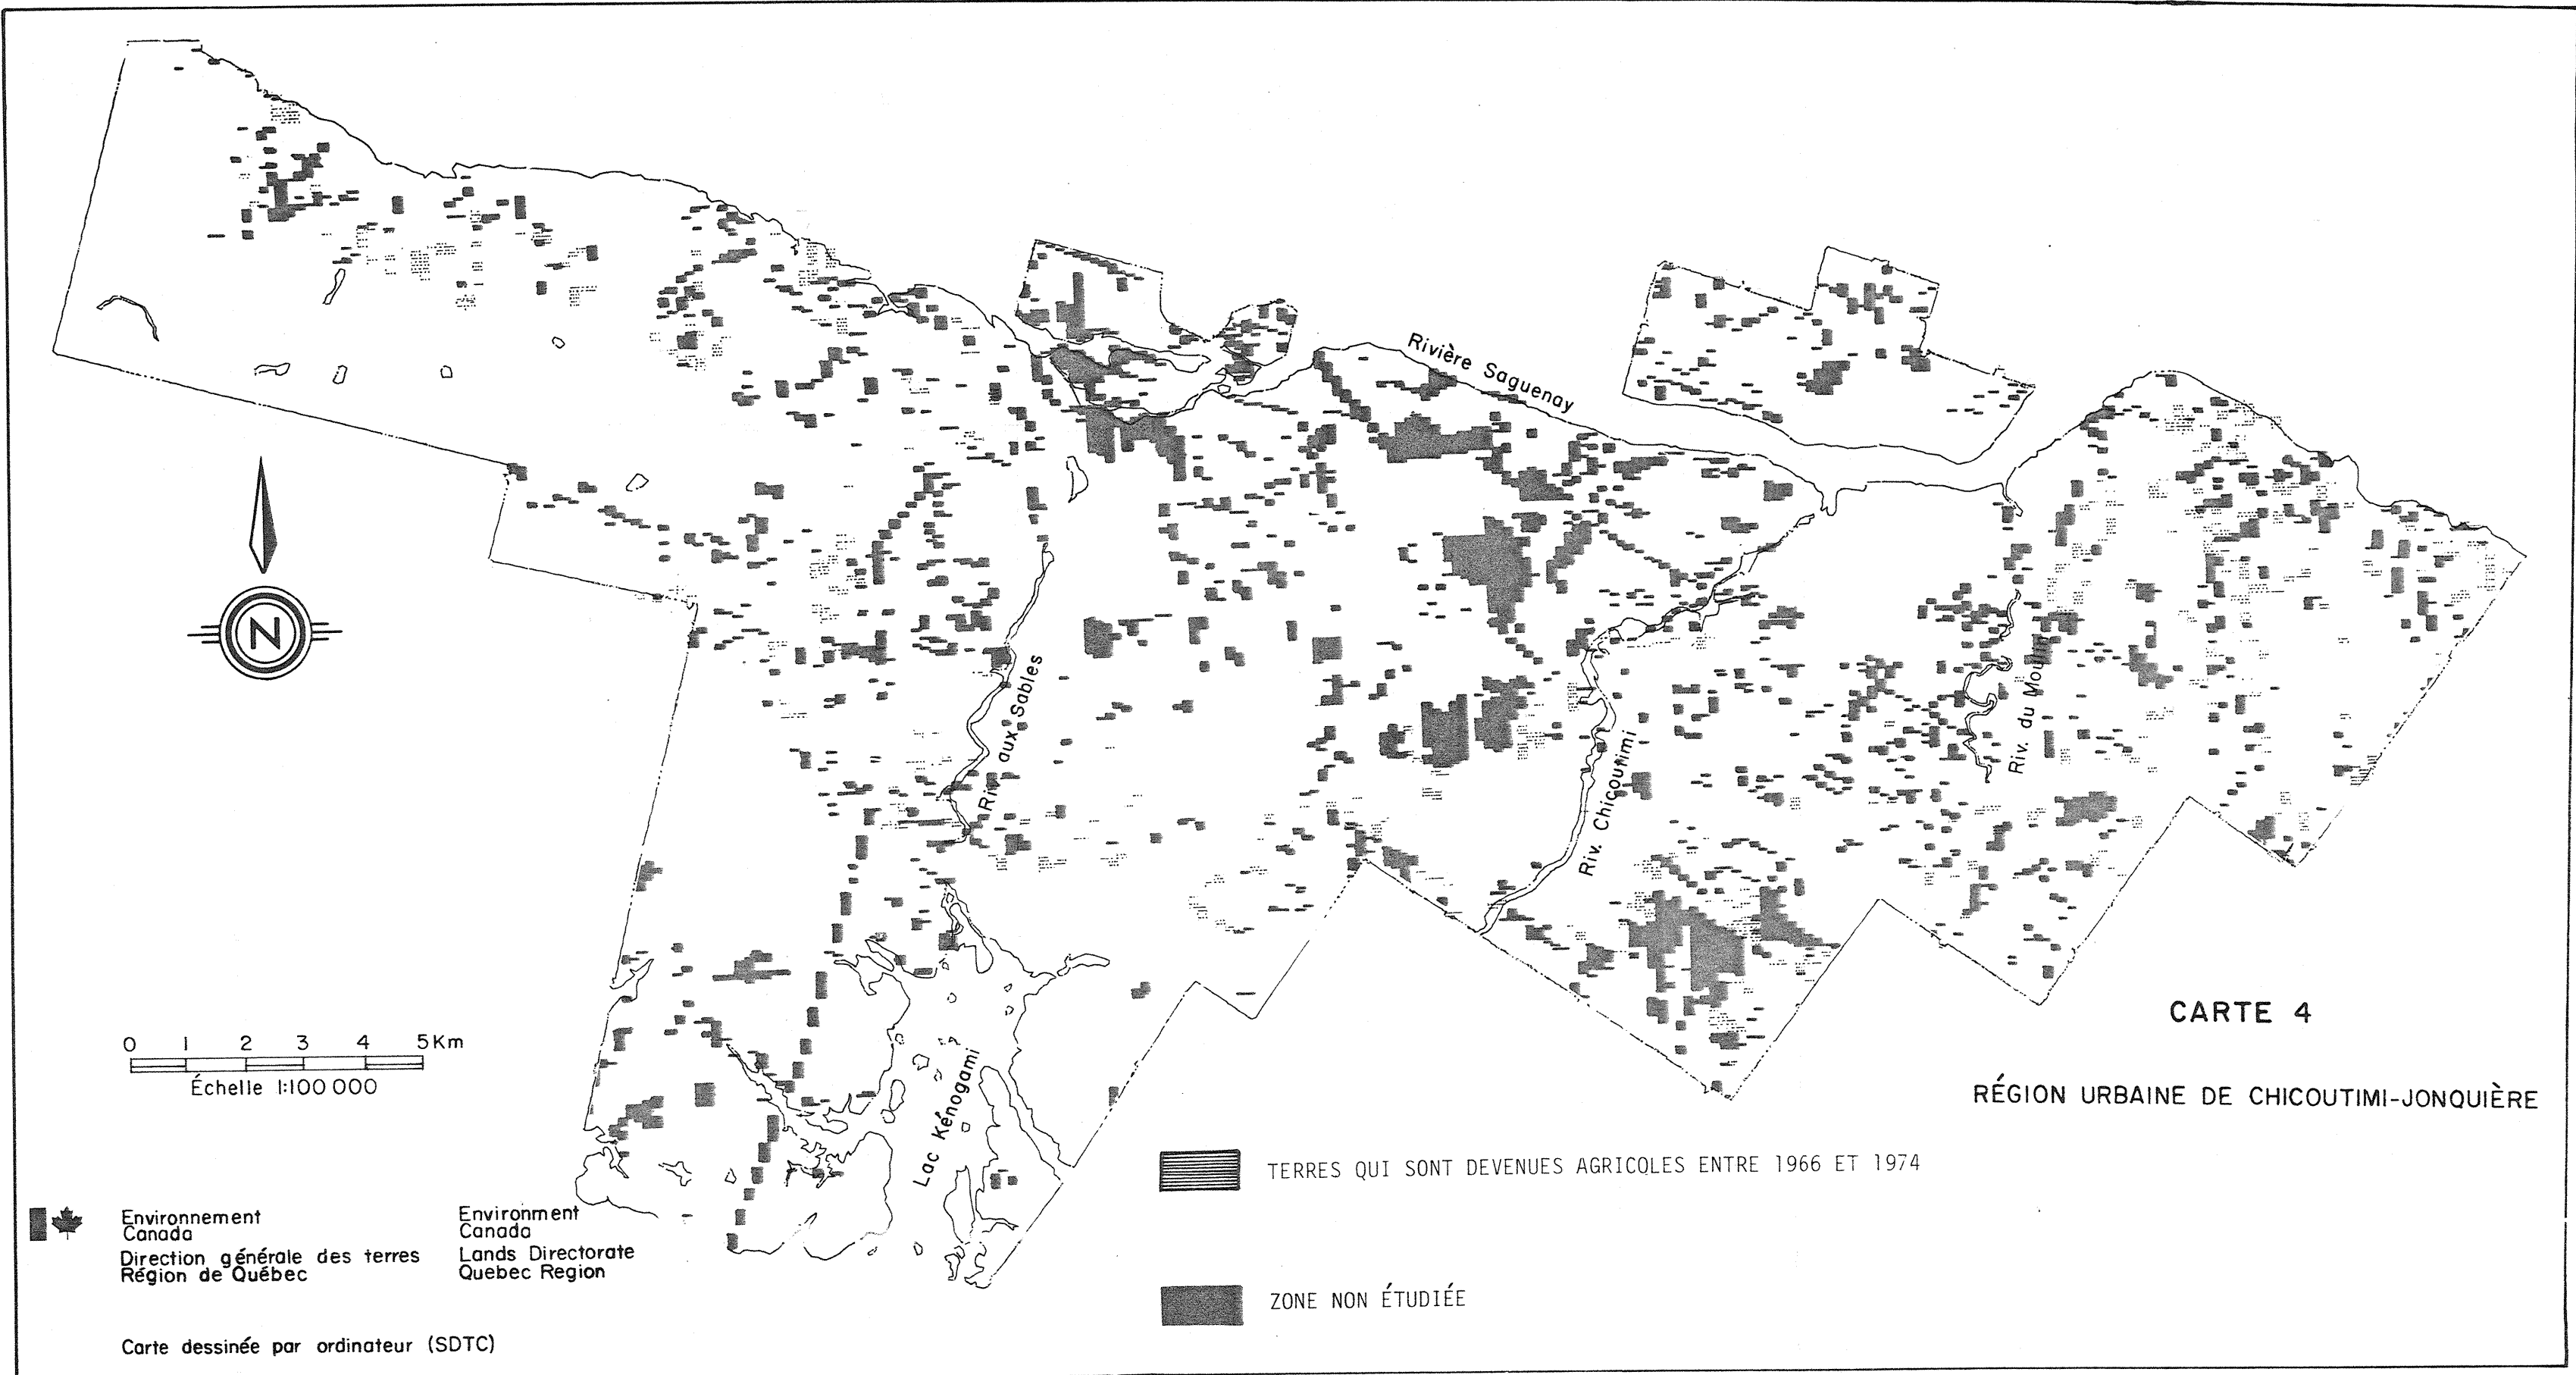 Rivière Saguenay
Riv. aux Sables
Riv. Chicoutimi
Riv. du Moulin
Lac Kénogami
N
0 1 2 3 4 5 Km
Échelle 1:100 000
CARTE 4
RÉGION URBAINE DE CHICOUTIMI-JONQUIÈRE
TERRES QUI SONT DEVENUES AGRICOLES ENTRE 1966 ET 1974
ZONE NON ÉTUDIÉE
Environnement
Canada
Direction générale des terres
Région de Québec
Environment
Canada
Lands Directorate
Quebec Region
Carte dessinée par ordinateur (SDTC)